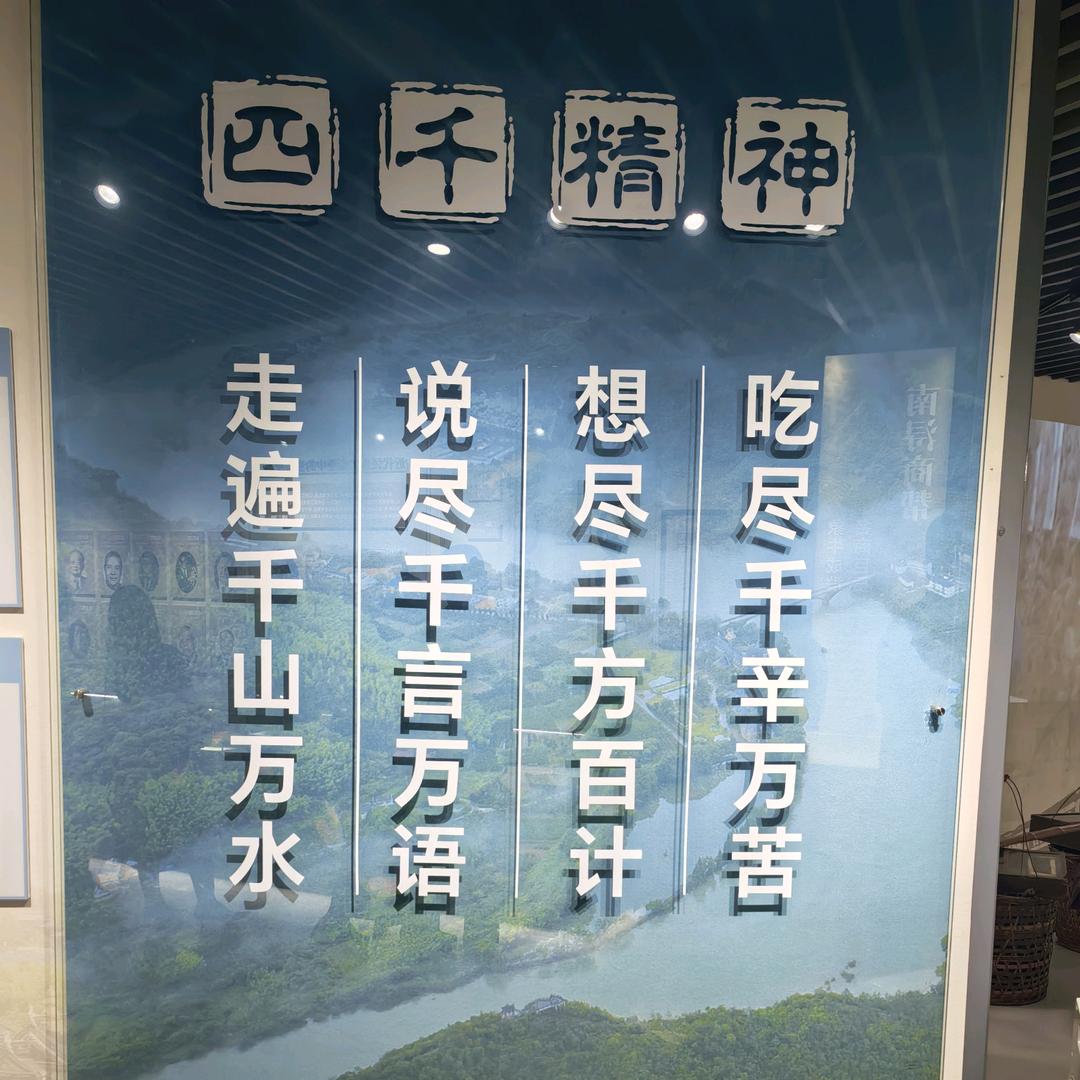 四千精神
走遍千山万水
说尽千言万语
想尽千方百计
吃尽千辛万苦